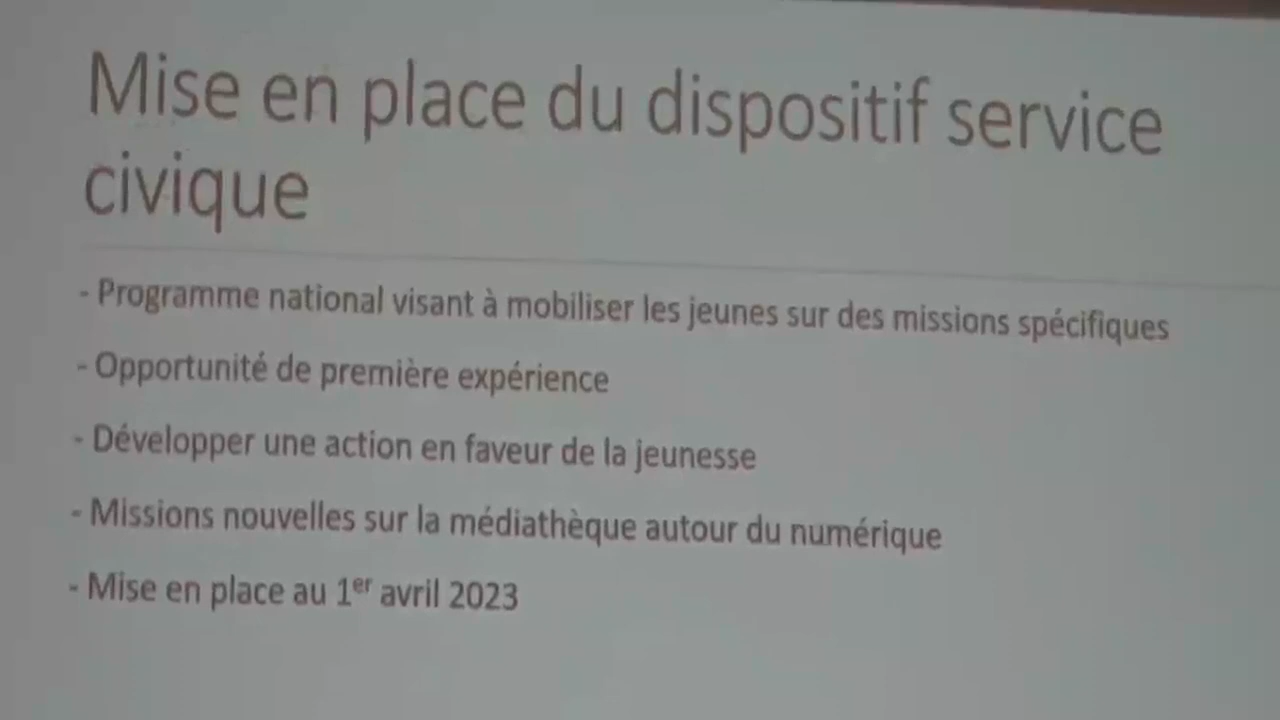 Mise en place du dispositif service
civique
- Programme national visant à mobiliser les jeunes sur des missions spécifiques
- Opportunité de première expérience
- Développer une action en faveur de la jeunesse
- Missions nouvelles sur la médiathèque autour du numérique
- Mise en place au 1er avril 2023